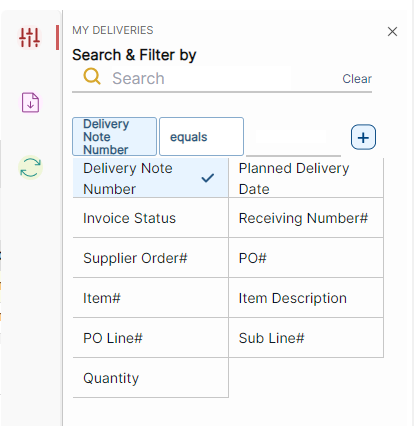 MY DELIVERIES
Search & Filter by
Search
Clear
Delivery
Note
Number
equals
Delivery Note
Number
Planned Delivery
Date
Invoice Status
Receiving Number#
Supplier Order#
PO#
Item#
Item Description
PO Line#
Sub Line#
Quantity